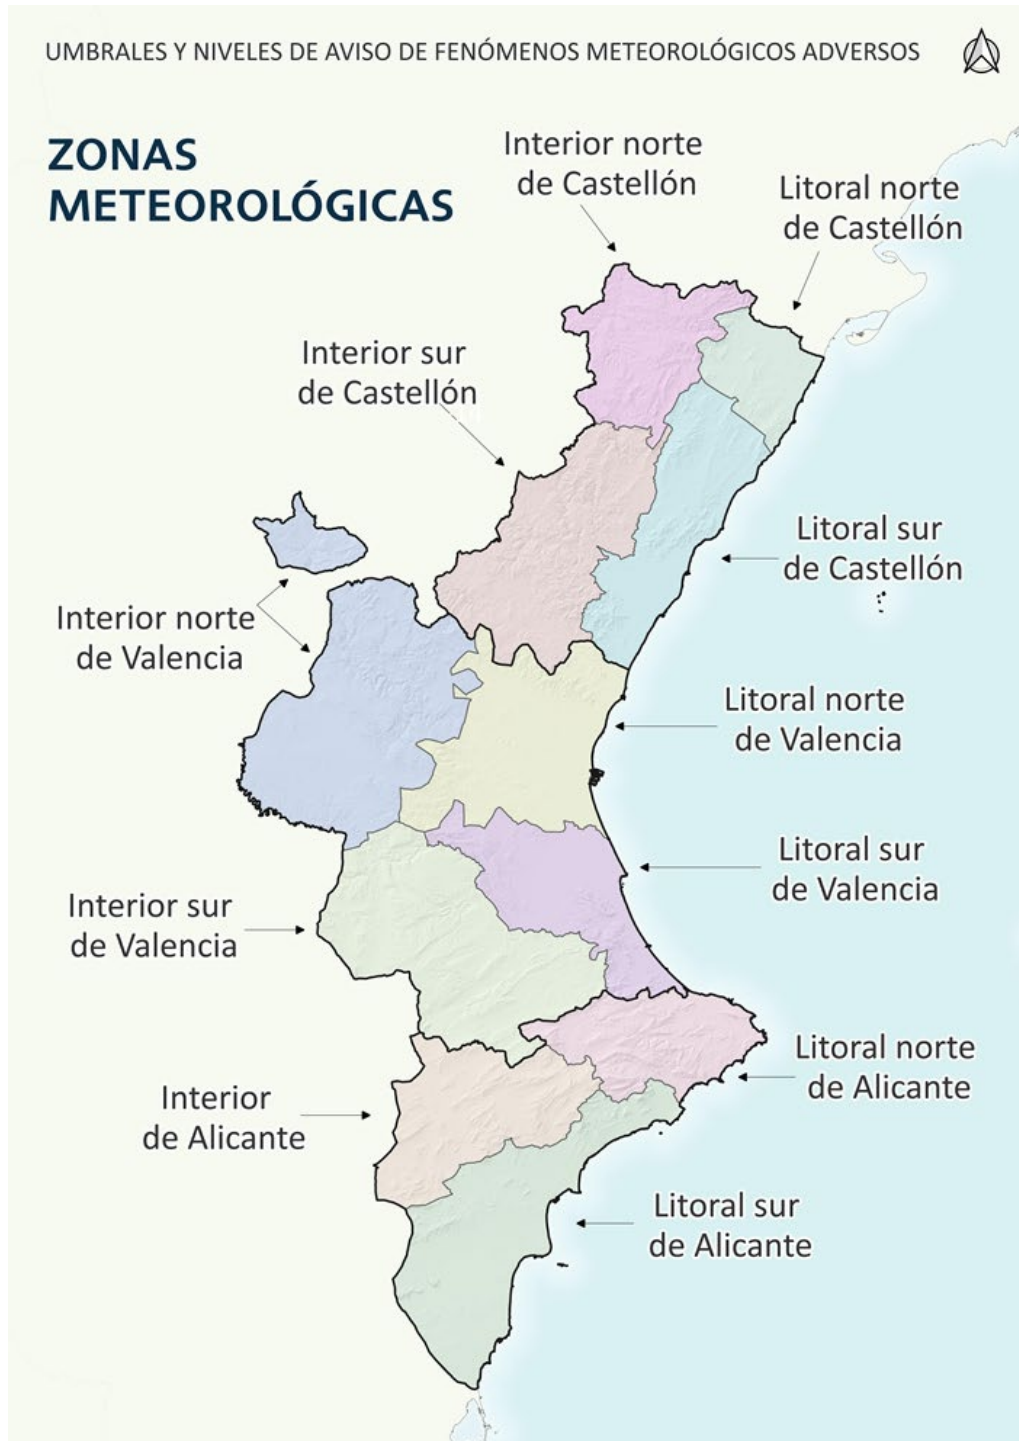 UMBRALES Y NIVELES DE AVISO DE FENÓMENOS METEOROLÓGICOS ADVERSOS
ZONAS
METEOROLÓGICAS
Interior norte
de Castellón
Litoral norte
de Castellón
Interior sur
de Castellón
Litoral sur
de Castellón
Interior norte
de Valencia
Litoral norte
de Valencia
Litoral sur
de Valencia
Interior sur
de Valencia
Litoral norte
de Alicante
Interior
de Alicante
Litoral sur
de Alicante